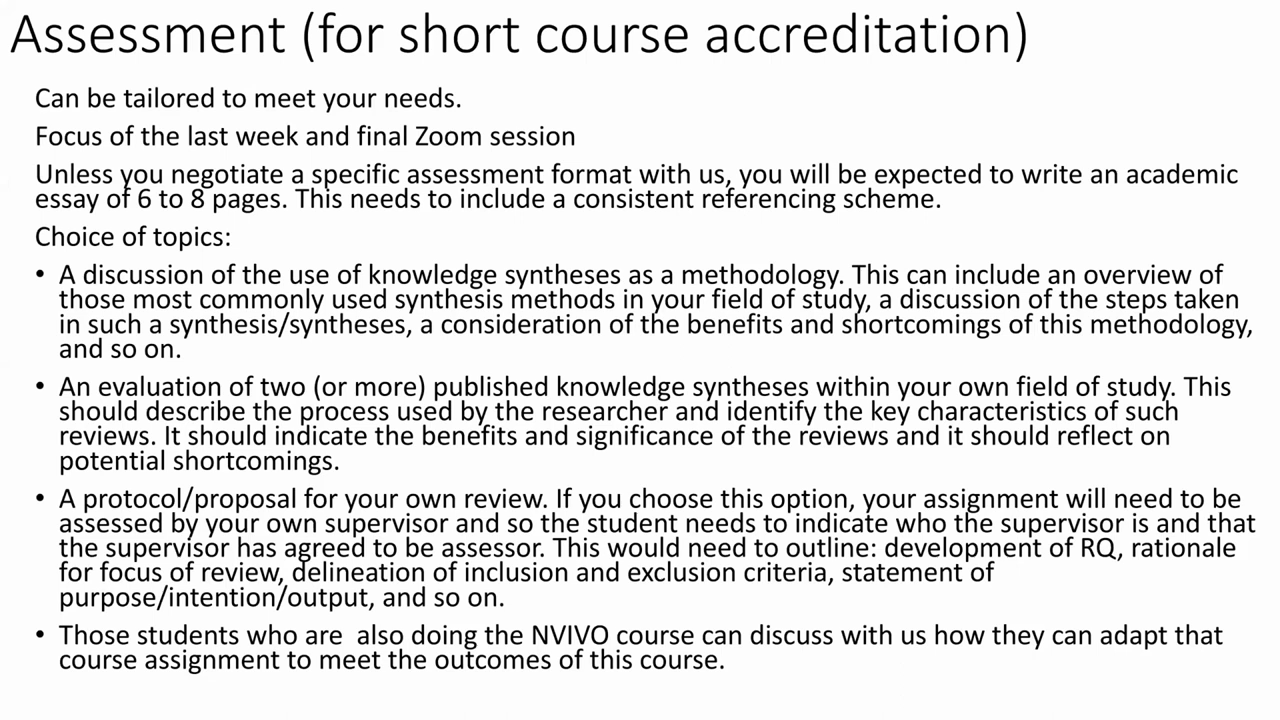 Assessment (for short course accreditation)
Can be tailored to meet your needs.
Focus of the last week and final Zoom session
Unless you negotiate a specific assessment format with us, you will be expected to write an academic
essay of 6 to 8 pages. This needs to include a consistent referencing scheme.
Choice of topics:
• A discussion of the use of knowledge syntheses as a methodology. This can include an overview of
those most commonly used synthesis methods in your field of study, a discussion of the steps taken
in such a synthesis/syntheses, a consideration of the benefits and shortcomings of this methodology,
and so on.
• An evaluation of two (or more) published knowledge syntheses within your own field of study. This
should describe the process used by the researcher and identify the key characteristics of such
reviews. It should indicate the benefits and significance of the reviews and it should reflect on
potential shortcomings.
• A protocol/proposal for your own review. If you choose this option, your assignment will need to be
assessed by your own supervisor and so the student needs to indicate who the supervisor is and that
the supervisor has agreed to be assessor. This would need to outline: development of RQ, rationale
for focus of review, delineation of inclusion and exclusion criteria, statement of
purpose/intention/output, and so on.
• Those students who are  also doing the NVIVO course can discuss with us how they can adapt that
course assignment to meet the outcomes of this course.